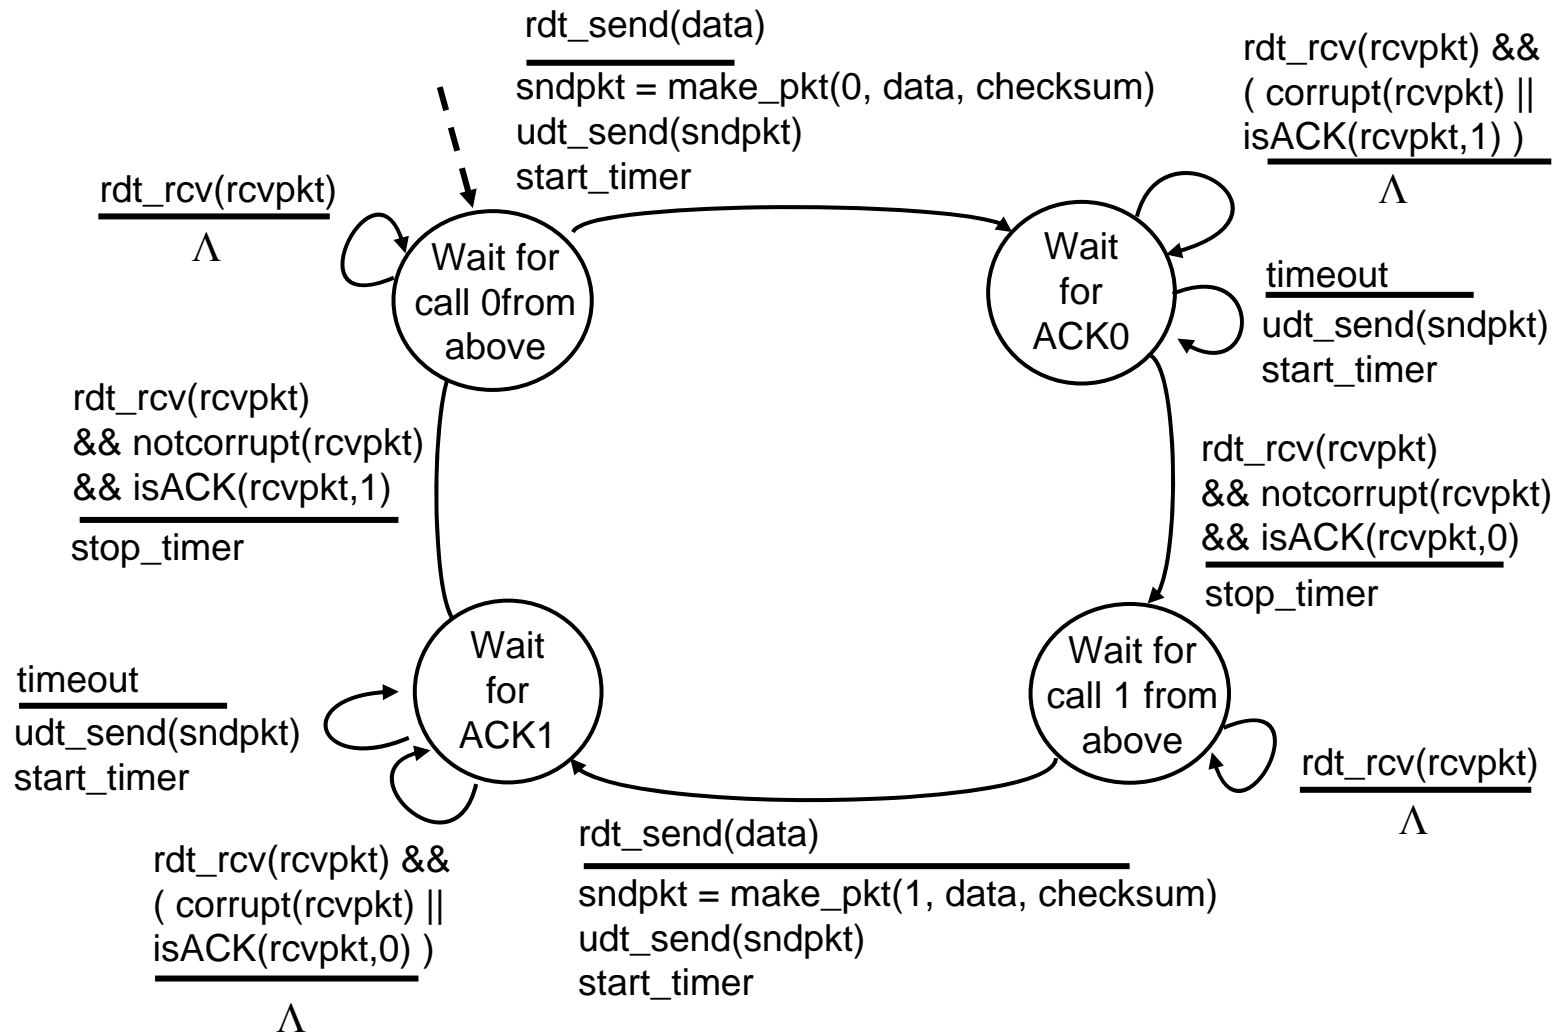 rdt_send(data)
sndpkt = make_pkt(0, data, checksum)
udt_send(sndpkt)
start_timer
rdt_rcv(rcvpkt) &&
( corrupt(rcvpkt) ||
isACK(rcvpkt,1) )
Λ
rdt_rcv(rcvpkt)
Λ
Wait for
call 0from
above
Wait
for
ACK0
timeout
udt_send(sndpkt)
start_timer
rdt_rcv(rcvpkt)
&& notcorrupt(rcvpkt)
&& isACK(rcvpkt,1)
stop_timer
rdt_rcv(rcvpkt)
&& notcorrupt(rcvpkt)
&& isACK(rcvpkt,0)
stop_timer
Wait
for
ACK1
Wait for
call 1 from
above
timeout
udt_send(sndpkt)
start_timer
rdt_rcv(rcvpkt)
Λ
rdt_rcv(rcvpkt) &&
( corrupt(rcvpkt) ||
isACK(rcvpkt,0) )
Λ
rdt_send(data)
sndpkt = make_pkt(1, data, checksum)
udt_send(sndpkt)
start_timer